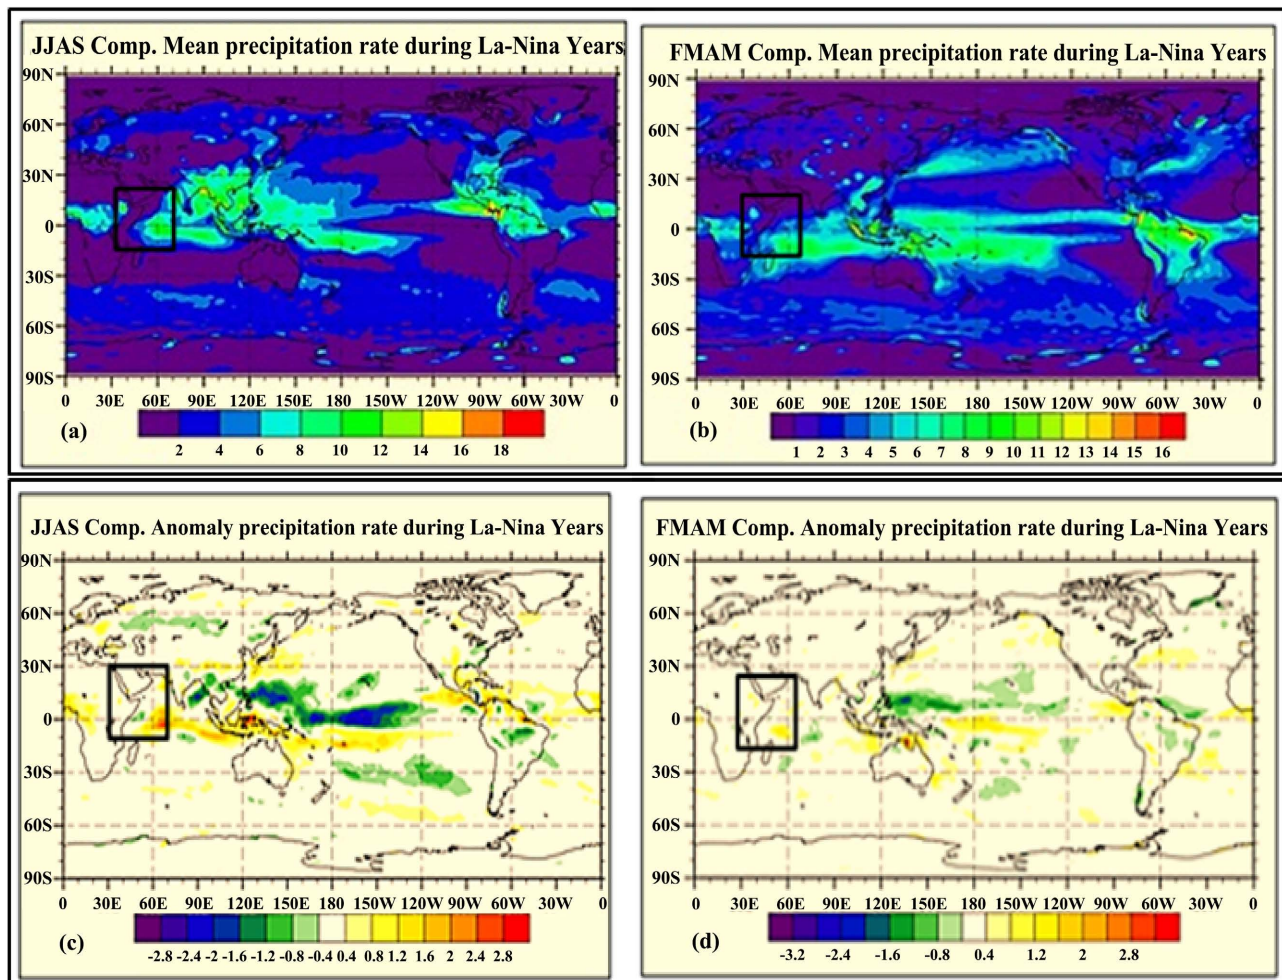 JJAS Comp. Mean precipitation rate during La-Nina Years
90N
60N
30N
0
30S
60S
90S
0 30E 60E 90E 120E 150E 180 150W 120W 90W 60W 30W 0
(a)
2 4 6 8 10 12 14 16 18
FMAM Comp. Mean precipitation rate during La-Nina Years
90N
60N
30N
0
30S
60S
90S
0 30E 60E 90E 120E 150E 180 150W 120W 90W 60W 30W 0
(b)
1 2 3 4 5 6 7 8 9 10 11 12 13 14 15 16
JJAS Comp. Anomaly precipitation rate during La-Nina Years
90N
60N
30N
0
30S
60S
90S
0 30E 60E 90E 120E 150E 180 150W 120W 90W 60W 30W 0
(c)
-2.8 -2.4 -2 -1.6 -1.2 -0.8 -0.4 0.4 0.8 1.2 1.6 2 2.4 2.8
FMAM Comp. Anomaly precipitation rate during La-Nina Years
90N
60N
30N
0
30S
60S
90S
0 30E 60E 90E 120E 150E 180 150W 120W 90W 60W 30W 0
(d)
-3.2 -2.4 -1.6 -0.8 0.4 1.2 2 2.8